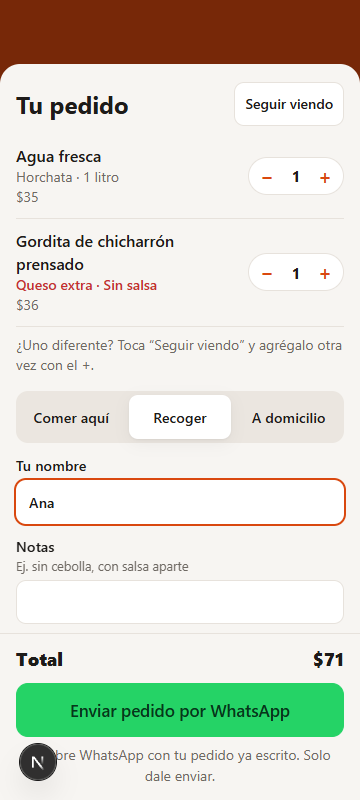 Tu pedido
Seguir viendo
Agua fresca
Horchata · 1 litro
$35
− 1 +
Gordita de chicharrón
prensado
Queso extra · Sin salsa
$36
− 1 +
¿Uno diferente? Toca “Seguir viendo” y agrégalo otra
vez con el +.
Comer aquí
Recoger
A domicilio
Tu nombre
Ana
Notas
Ej. sin cebolla, con salsa aparte
Total
$71
Enviar pedido por WhatsApp
WhatsApp con tu pedido ya escrito. Solo
dale enviar.
N